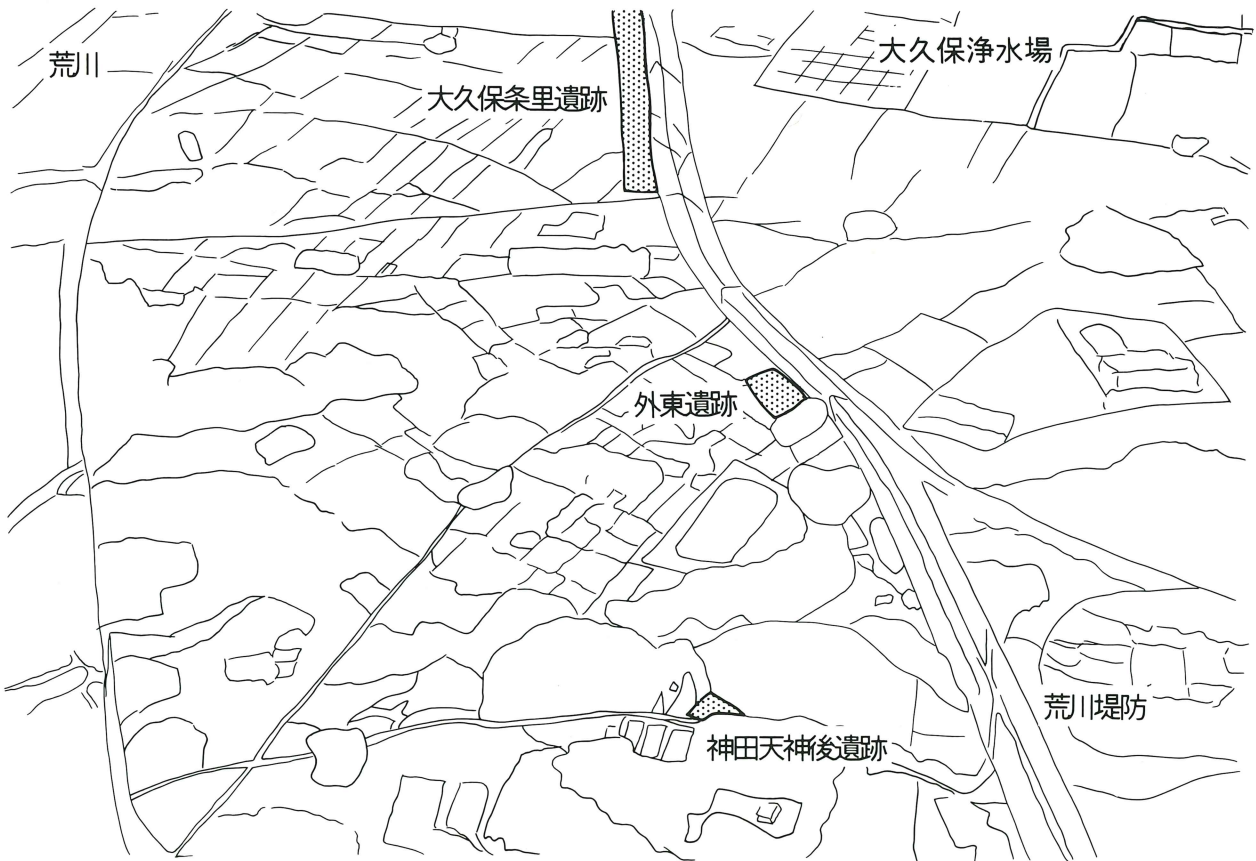 荒川
大久保浄水場
大久保条里遺跡
外東遺跡
荒川堤防
神田天神後遺跡